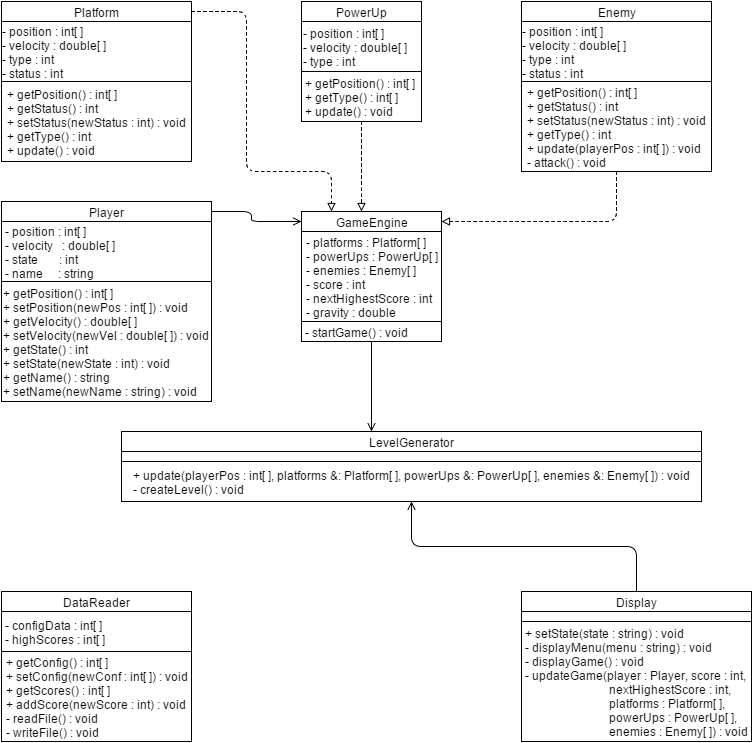 Platform
- position : int[ ]
- velocity : double[ ]
- type : int
- status : int
+ getPosition() : int[ ]
+ getStatus() : int
+ setStatus(newStatus : int) : void
+ getType() : int
+ update() : void
PowerUp
- position : int[ ]
- velocity : double[ ]
- type : int
+ getPosition() : int[ ]
+ getType() : int[ ]
+ update() : void
Enemy
- position : int[ ]
- velocity : double[ ]
- type : int
- status : int
+ getPosition() : int[ ]
+ getStatus() : int
+ setStatus(newStatus : int) : void
+ getType() : int
+ update(playerPos : int[ ]) : void
- attack() : void
Player
- position : int[ ]
- velocity : double[ ]
- state : int
- name : string
+ getPosition() : int[ ]
+ setPosition(newPos : int[ ]) : void
+ getVelocity() : double[ ]
+ setVelocity(newVel : double[ ]) : void
+ getState() : int
+ setState(newState : int) : void
+ getName() : string
+ setName(newName : string) : void
GameEngine
- platforms : Platform[ ]
- powerUps : PowerUp[ ]
- enemies : Enemy[ ]
- score : int
- nextHighestScore : int
- gravity : double
- startGame() : void
LevelGenerator
+ update(playerPos : int[ ], platforms &: Platform[ ], powerUps &: PowerUp[ ], enemies &: Enemy[ ]) : void
- createLevel() : void
DataReader
- configData : int[ ]
- highScores : int[ ]
+ getConfig() : int[ ]
+ setConfig(newConf : int[ ]) : void
+ getScores() : int[ ]
+ addScore(newScore : int) : void
- readFile() : void
- writeFile() : void
Display
+ setState(state : string) : void
- displayMenu(menu : string) : void
- displayGame() : void
- updateGame(player : Player, score : int,
nextHighestScore : int,
platforms : Platform[ ],
powerUps : PowerUp[ ],
enemies : Enemy[ ]) : void